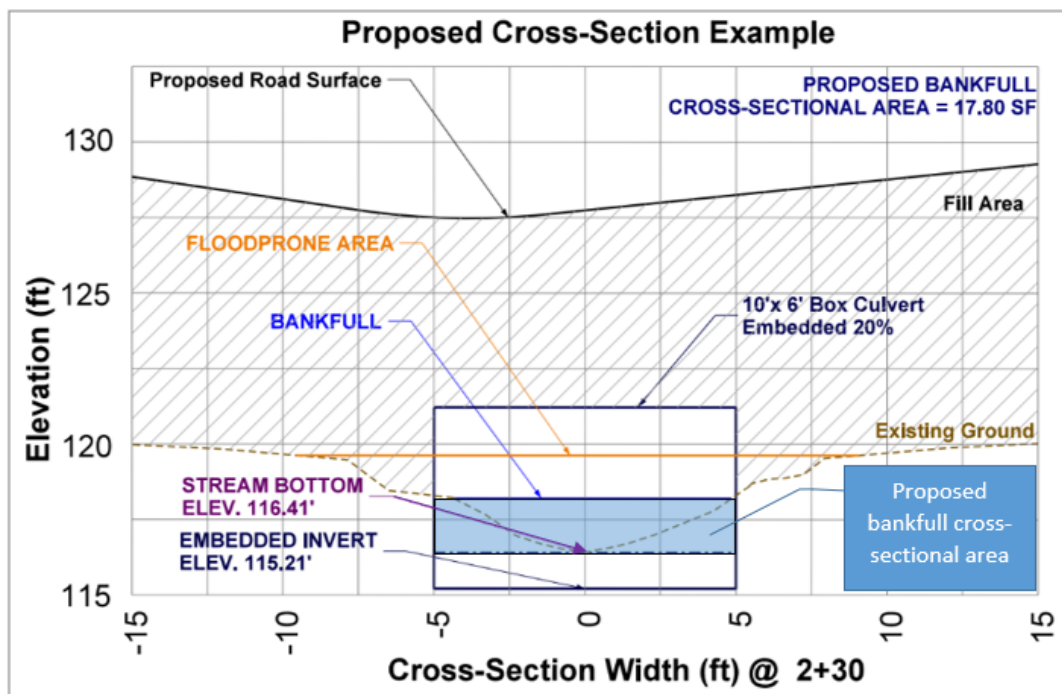 Proposed Cross-Section Example
Proposed Road Surface
PROPOSED BANKFULL
CROSS-SECTIONAL AREA = 17.80 SF
130
Fill Area
FLOODPRONE AREA
125
10'x 6' Box Culvert
Embedded 20%
BANKFULL
Elevation (ft)
120
Existing Ground
STREAM BOTTOM
ELEV. 116.41'
Proposed
bankfull cross-
sectional area
EMBEDDED INVERT
ELEV. 115.21'
115
-15
-10
-5
0
5
10
15
Cross-Section Width (ft) @ 2+30